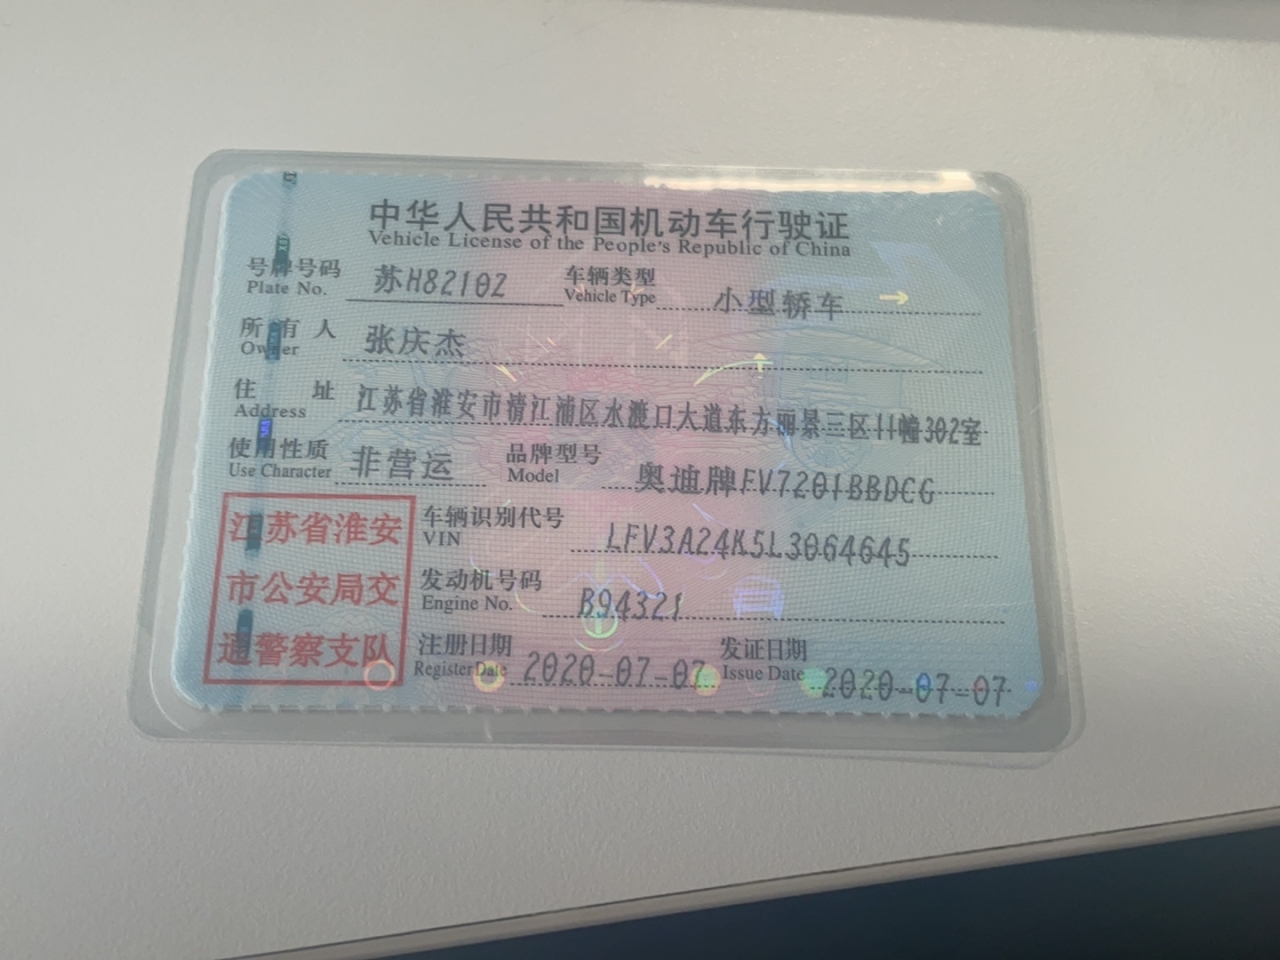 中华人民共和国机动车行驶证
Vehicle License of the People's Republic of China
号牌号码 苏H8210Z 车辆类型 小型轿车
Plate No. Vehicle Type
所有人 张庆杰
Owner
住址 江苏省淮安市清江浦区水渡口大道东方丽景三区11幢302室
Address
使用性质 非营运 品牌型号 奥迪牌FV7201BBDCG
Use Character Model
江苏省淮安 车辆识别代号 LFV3A24K5L3064645
VIN
市公安局交 发动机号码 B94321
Engine No.
通警察支队 注册日期 2020-07-07 发证日期 2020-07-07
Register Date Issue Date